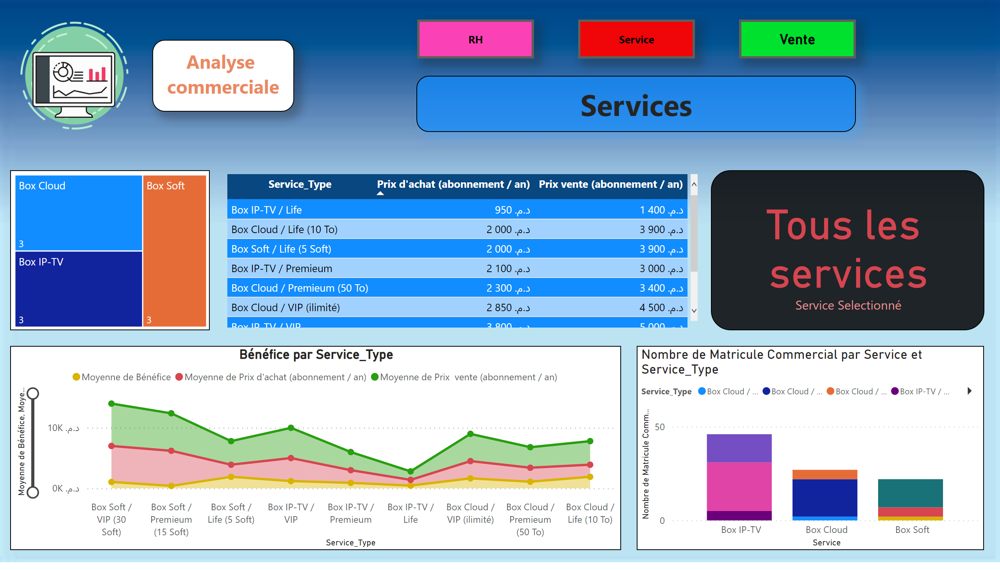 RH
Service
Vente
Analyse
commerciale
Services
Box Cloud
3
Box Soft
3
Box IP-TV
3
Service_Type Prix d'achat (abonnement / an) Prix vente (abonnement / an)
Box IP-TV / Life 950 د.م. 1 400 د.م.
Box Cloud / Life (10 To) 2 000 د.م. 3 900 د.م.
Box Soft / Life (5 Soft) 2 000 د.م. 3 900 د.م.
Box IP-TV / Premieum 2 100 د.م. 3 000 د.م.
Box Cloud / Premieum (50 To) 2 300 د.م. 3 400 د.م.
Box Cloud / VIP (ilimité) 2 850 د.م. 4 500 د.م.
Box IP-TV / VIP 3 800 د.م. 5 000 د.م.
Tous les
services
Service Selectionné
Bénéfice par Service_Type
Moyenne de Bénéfice Moyenne de Prix d'achat (abonnement / an) Moyenne de Prix vente (abonnement / an)
Moyenne de Bénéfice, Moye...
10K د.م.
0K د.م.
Box Soft / VIP (30 Soft)
Box Soft / Premieum (15 Soft)
Box Soft / Life (5 Soft)
Box IP-TV / VIP
Box IP-TV / Premieum
Box IP-TV / Life
Box Cloud / VIP (ilimité)
Box Cloud / Premieum (50 To)
Box Cloud / Life (10 To)
Service_Type
Nombre de Matricule Commercial par Service et
Service_Type
Service_Type Box Cloud / ... Box Cloud / ... Box Cloud / ... Box IP-TV / ...
Nombre de Matricule Comm...
50
0
Box IP-TV Box Cloud Box Soft
Service